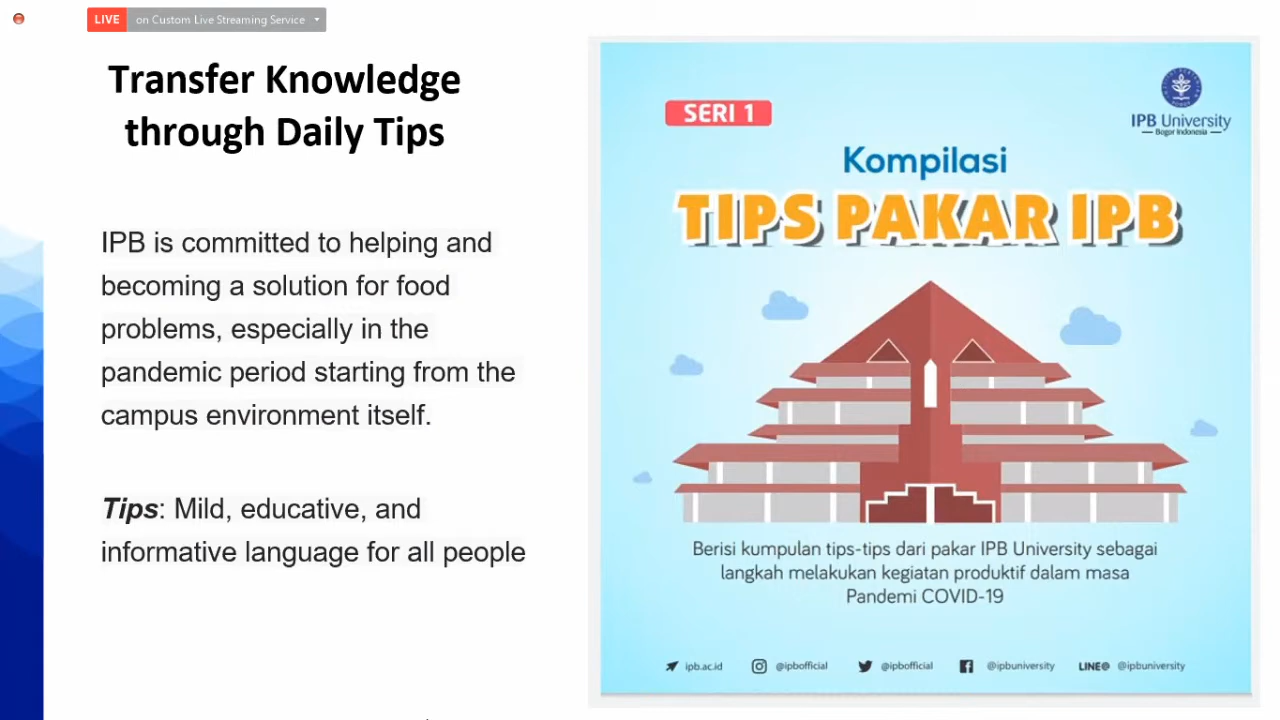 LIVE on Custom Live Streaming Service
Transfer Knowledge
through Daily Tips
IPB is committed to helping and
becoming a solution for food
problems, especially in the
pandemic period starting from the
campus environment itself.
Tips: Mild, educative, and
informative language for all people
SERI 1
IPB University
Bogor Indonesia
Kompilasi
TIPS PAKAR IPB
Berisi kumpulan tips-tips dari pakar IPB University sebagai
langkah melakukan kegiatan produktif dalam masa
Pandemi COVID-19
ipb.ac.id @ipbofficial @ipbofficial @ipbuniversity LINE@ @ipbuniversity